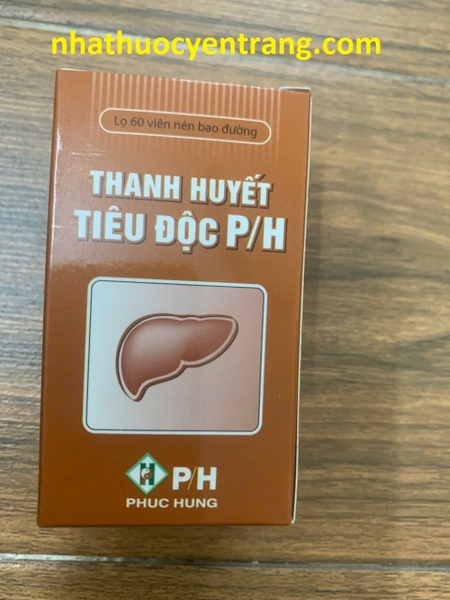 nhathuocyentrang.com
Lọ 60 viên nén bao đường
THANH HUYẾT
TIÊU ĐỘC P/H
P/H
PHUC HUNG